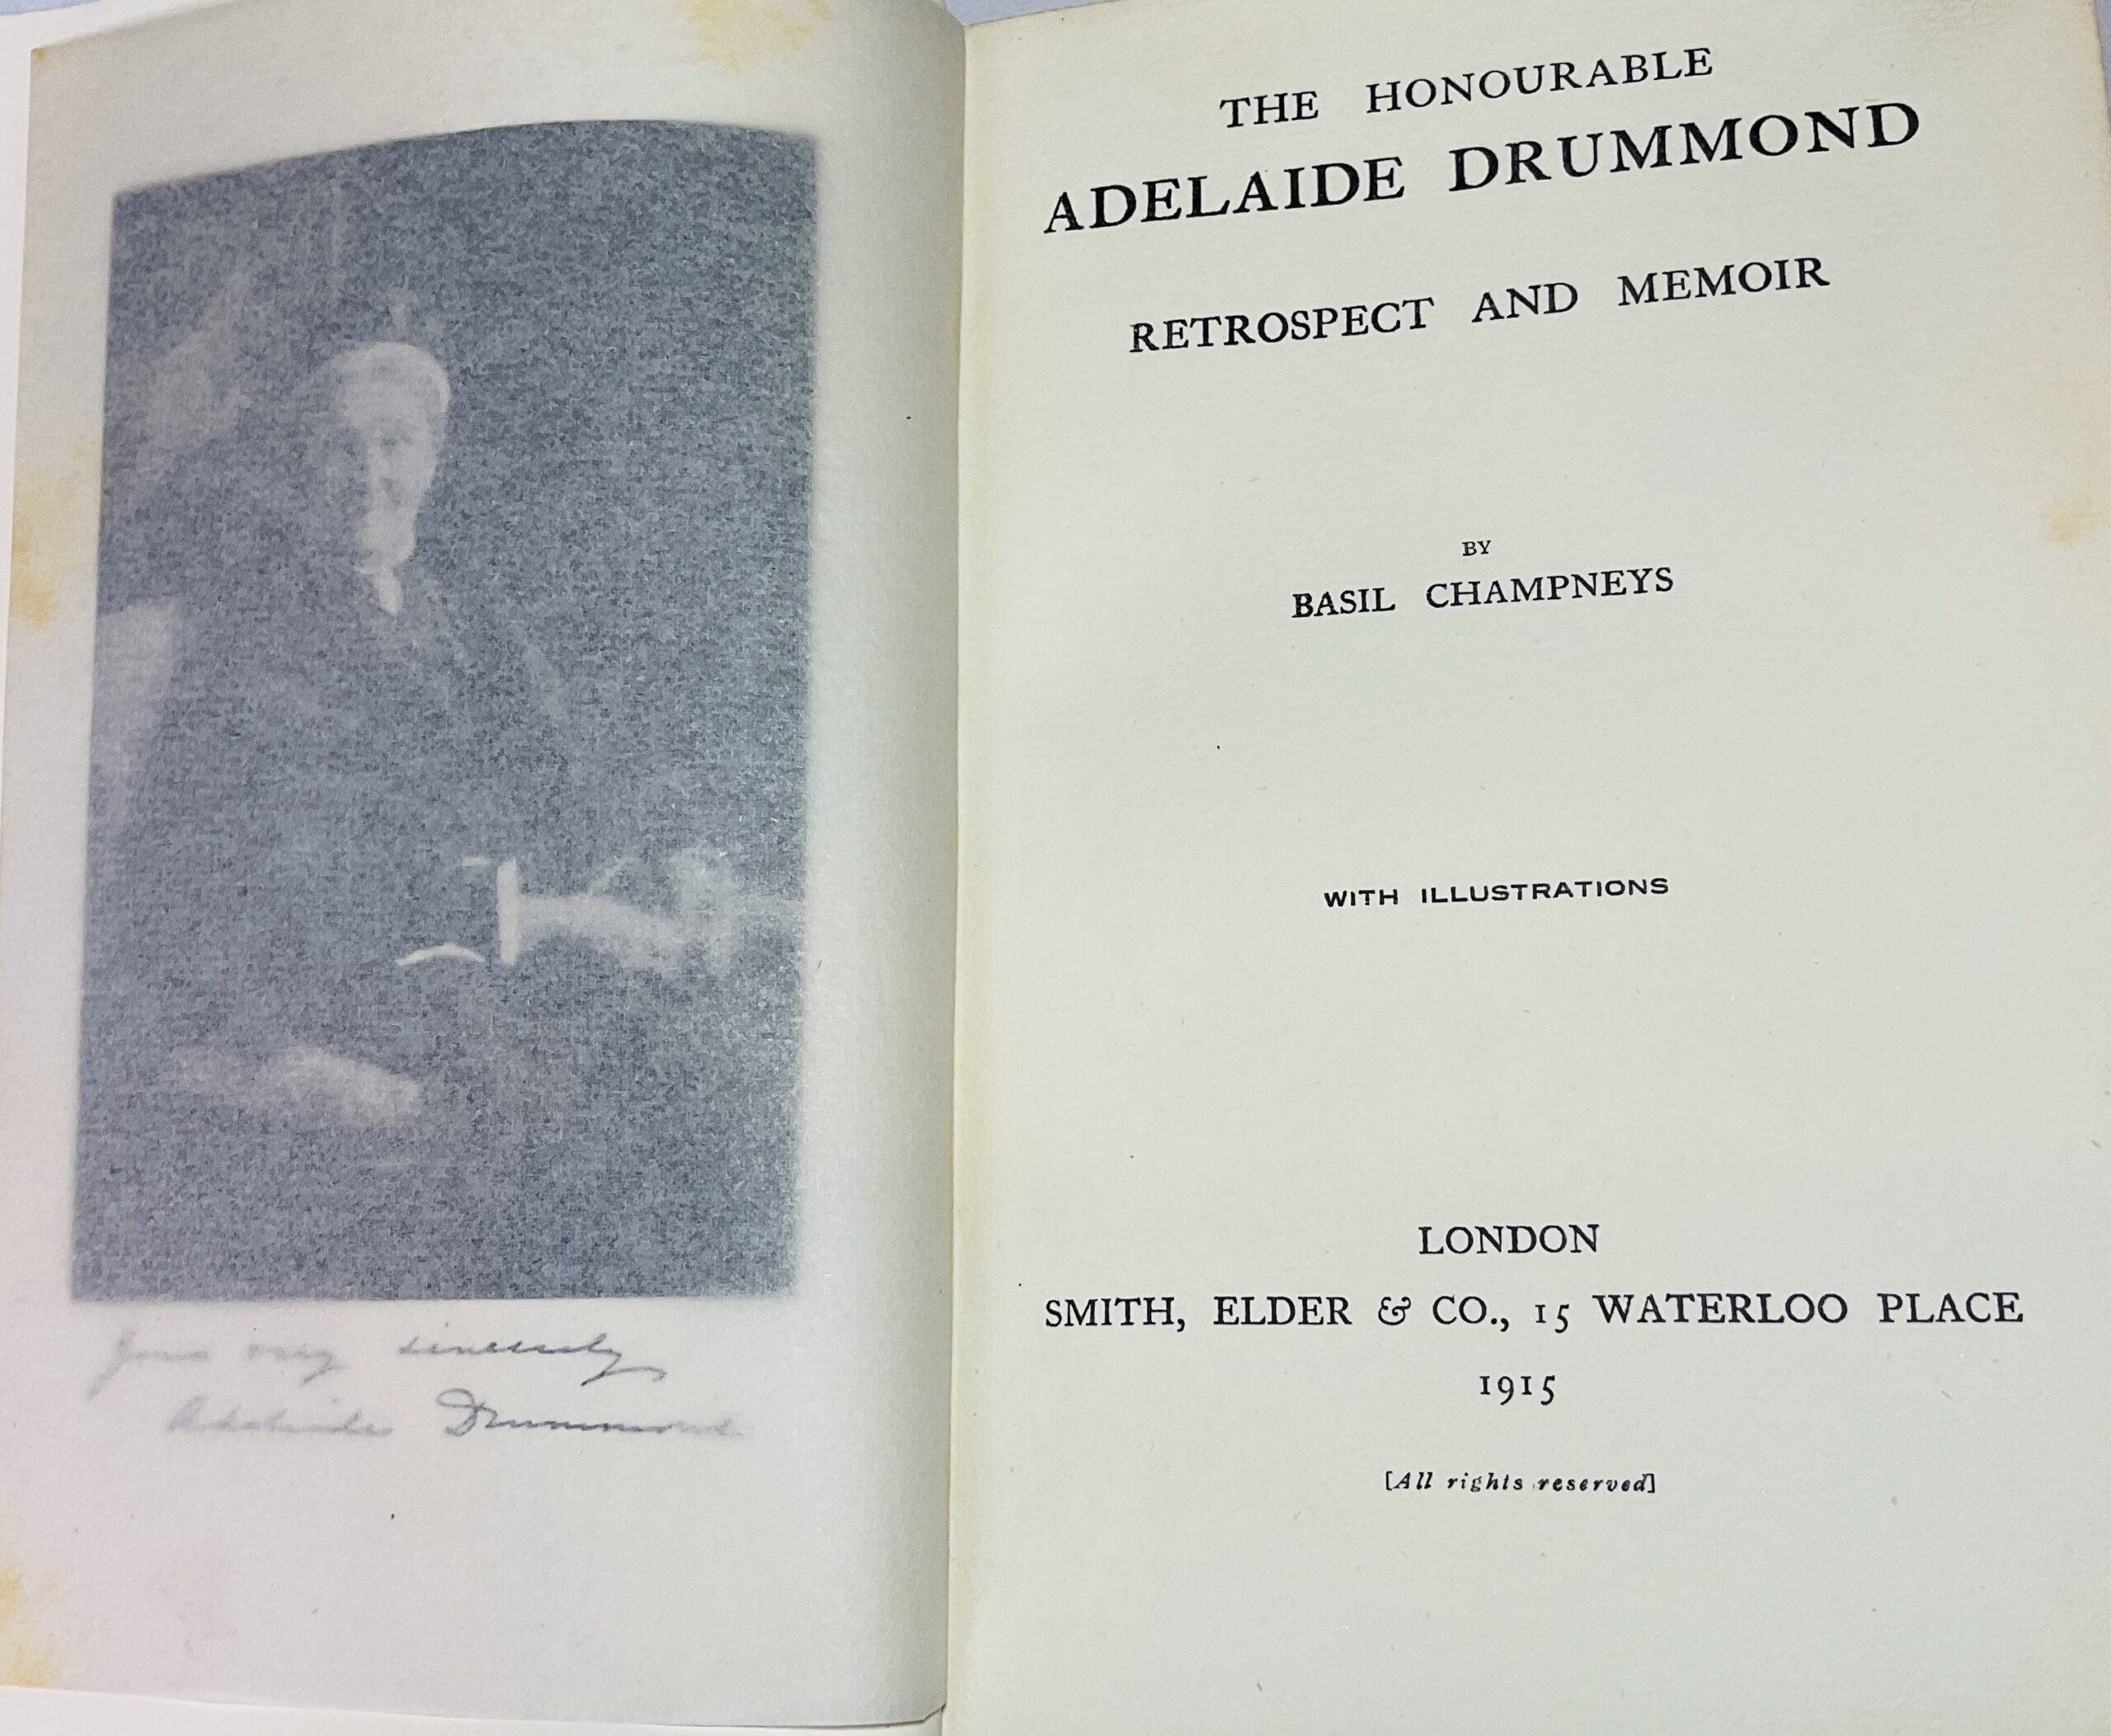 Yours very sincerely
Adelaide Drummond
THE HONOURABLE
ADELAIDE DRUMMOND
RETROSPECT AND MEMOIR
BY
BASIL CHAMPNEYS
WITH ILLUSTRATIONS
LONDON
SMITH, ELDER & CO., 15 WATERLOO PLACE
1915
[All rights reserved]